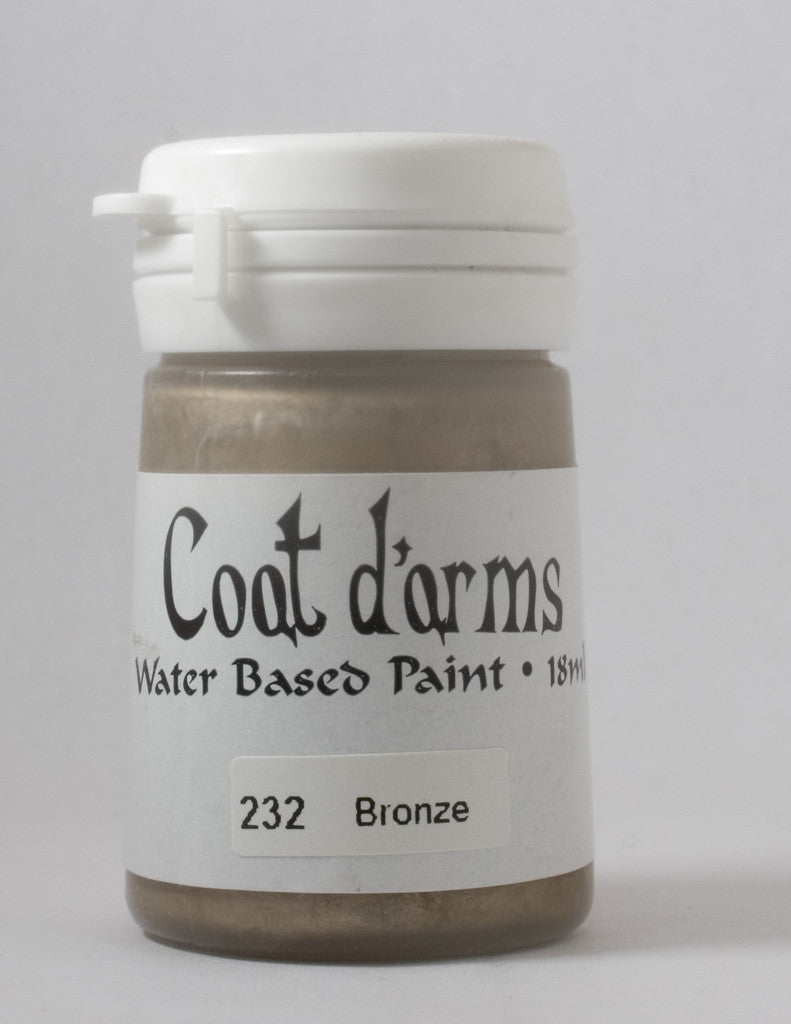 Coat d'arms
Water Based Paint • 18ml
232 Bronze